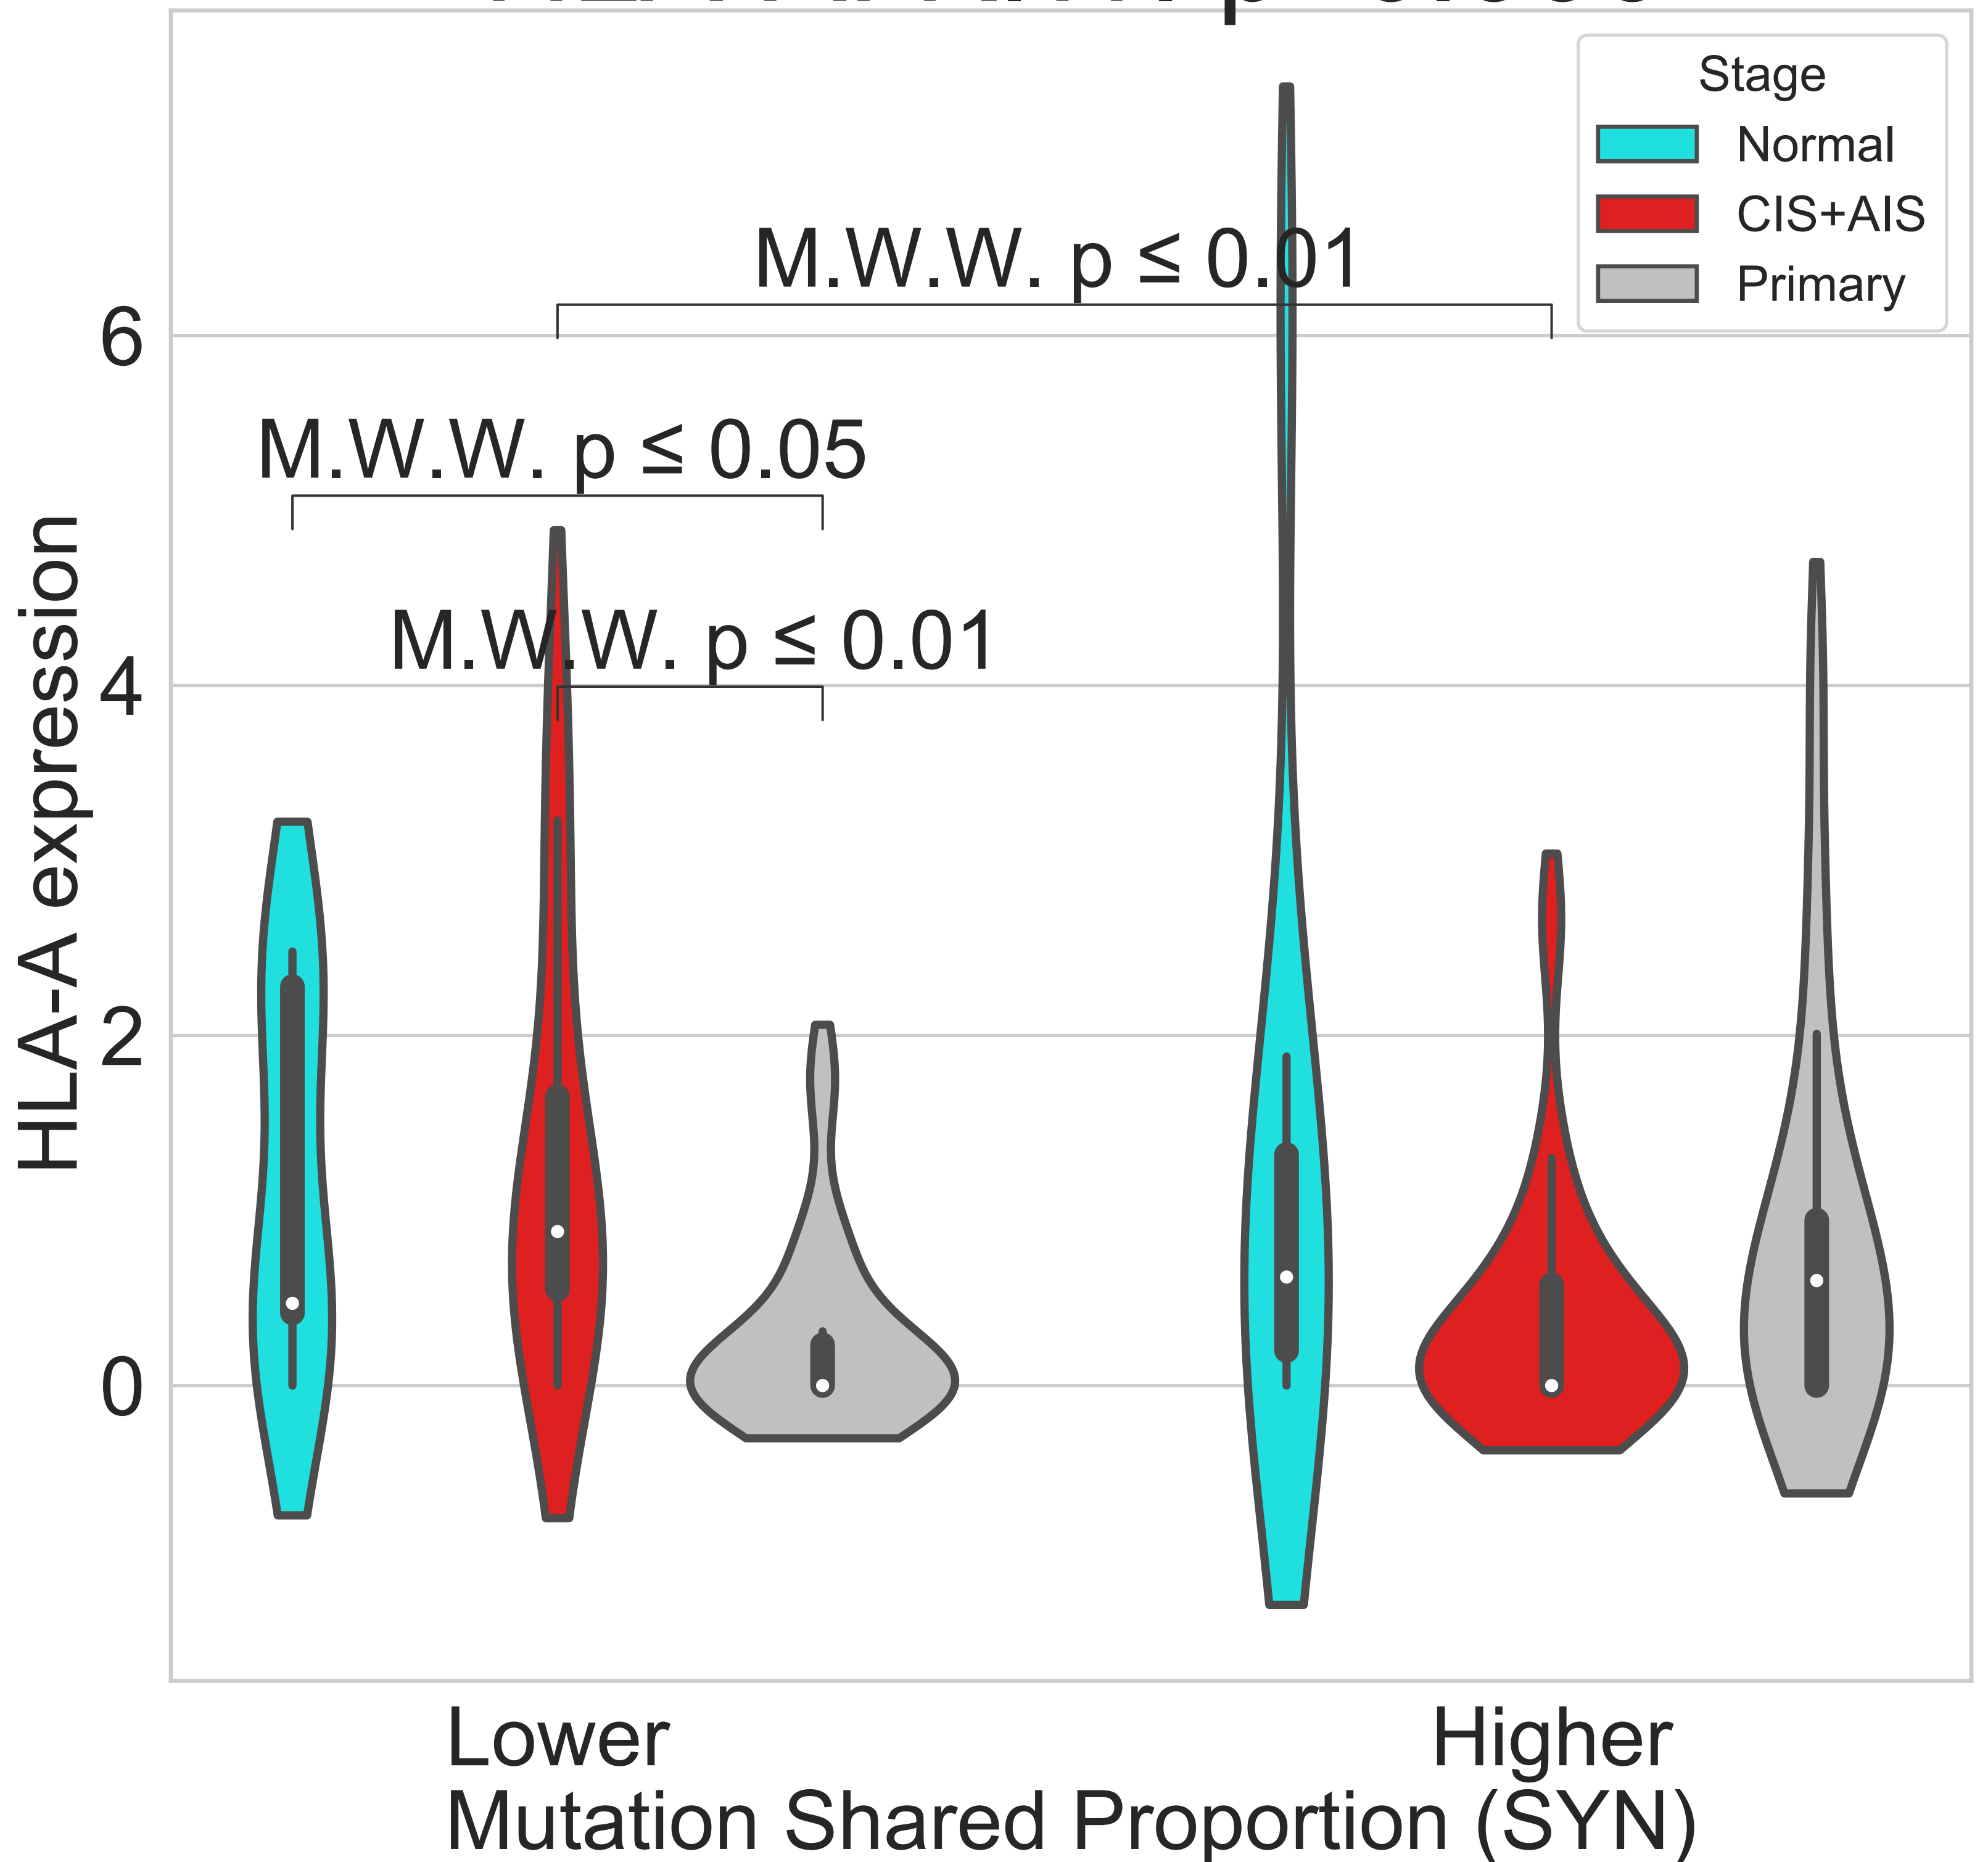 Stage
Normal
CIS+AIS
Primary
M.W.W. p ≤ 0.01
M.W.W. p ≤ 0.05
M.W.W. p ≤ 0.01
6
4
2
0
HLA-A expression
Lower
Higher
Mutation Shared Proportion (SYN)